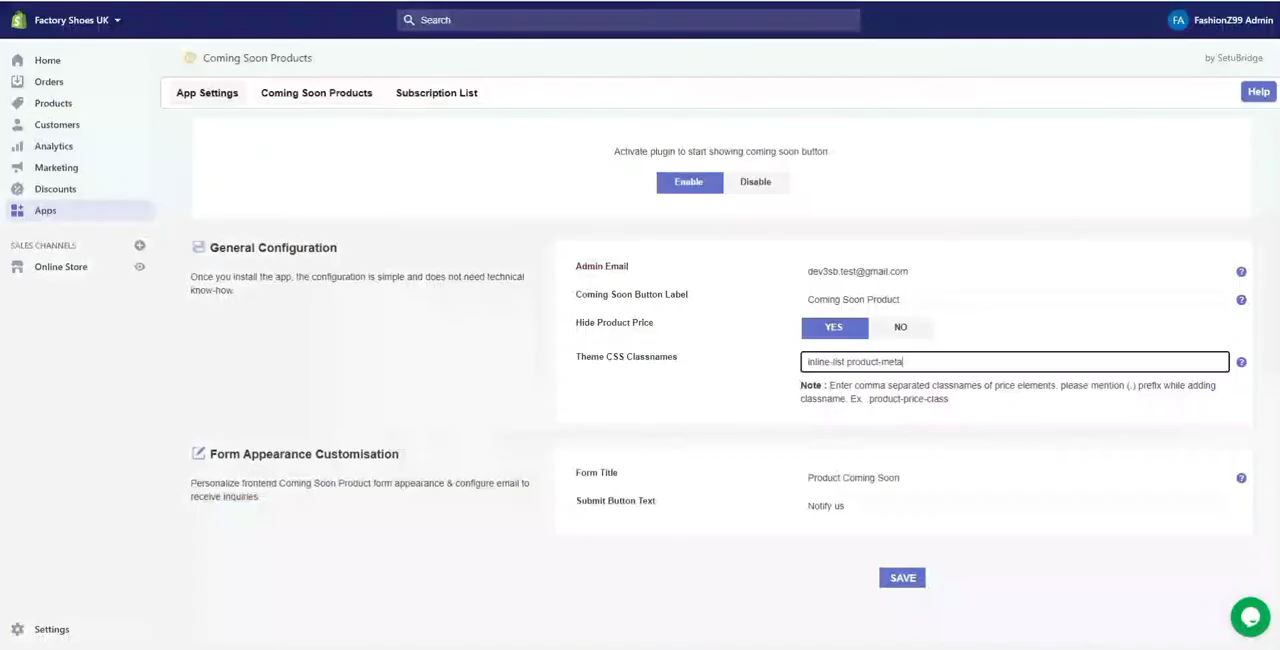 Factory Shoes UK
Search
FA
FashionZ99 Admin
Home
Orders
Products
Customers
Analytics
Marketing
Discounts
Apps
SALES CHANNELS
Online Store
Settings
Coming Soon Products
by SetuBridge
App Settings
Coming Soon Products
Subscription List
Help
Activate plugin to start showing coming soon button
Enable
Disable
General Configuration
Once you install the app, the configuration is simple and does not need technical
know-how.
Admin Email
dev3sb.test@gmail.com
?
Coming Soon Button Label
Coming Soon Product
?
Hide Product Price
YES
NO
Theme CSS Classnames
inline-list product-meta
?
Note : Enter comma separated classnames of price elements. please mention (.) prefix while adding
classname. Ex. .product-price-class
Form Appearance Customisation
Personalize frontend Coming Soon Product form appearance & configure email to
receive inquiries
Form Title
Product Coming Soon
?
Submit Button Text
Notify us
SAVE